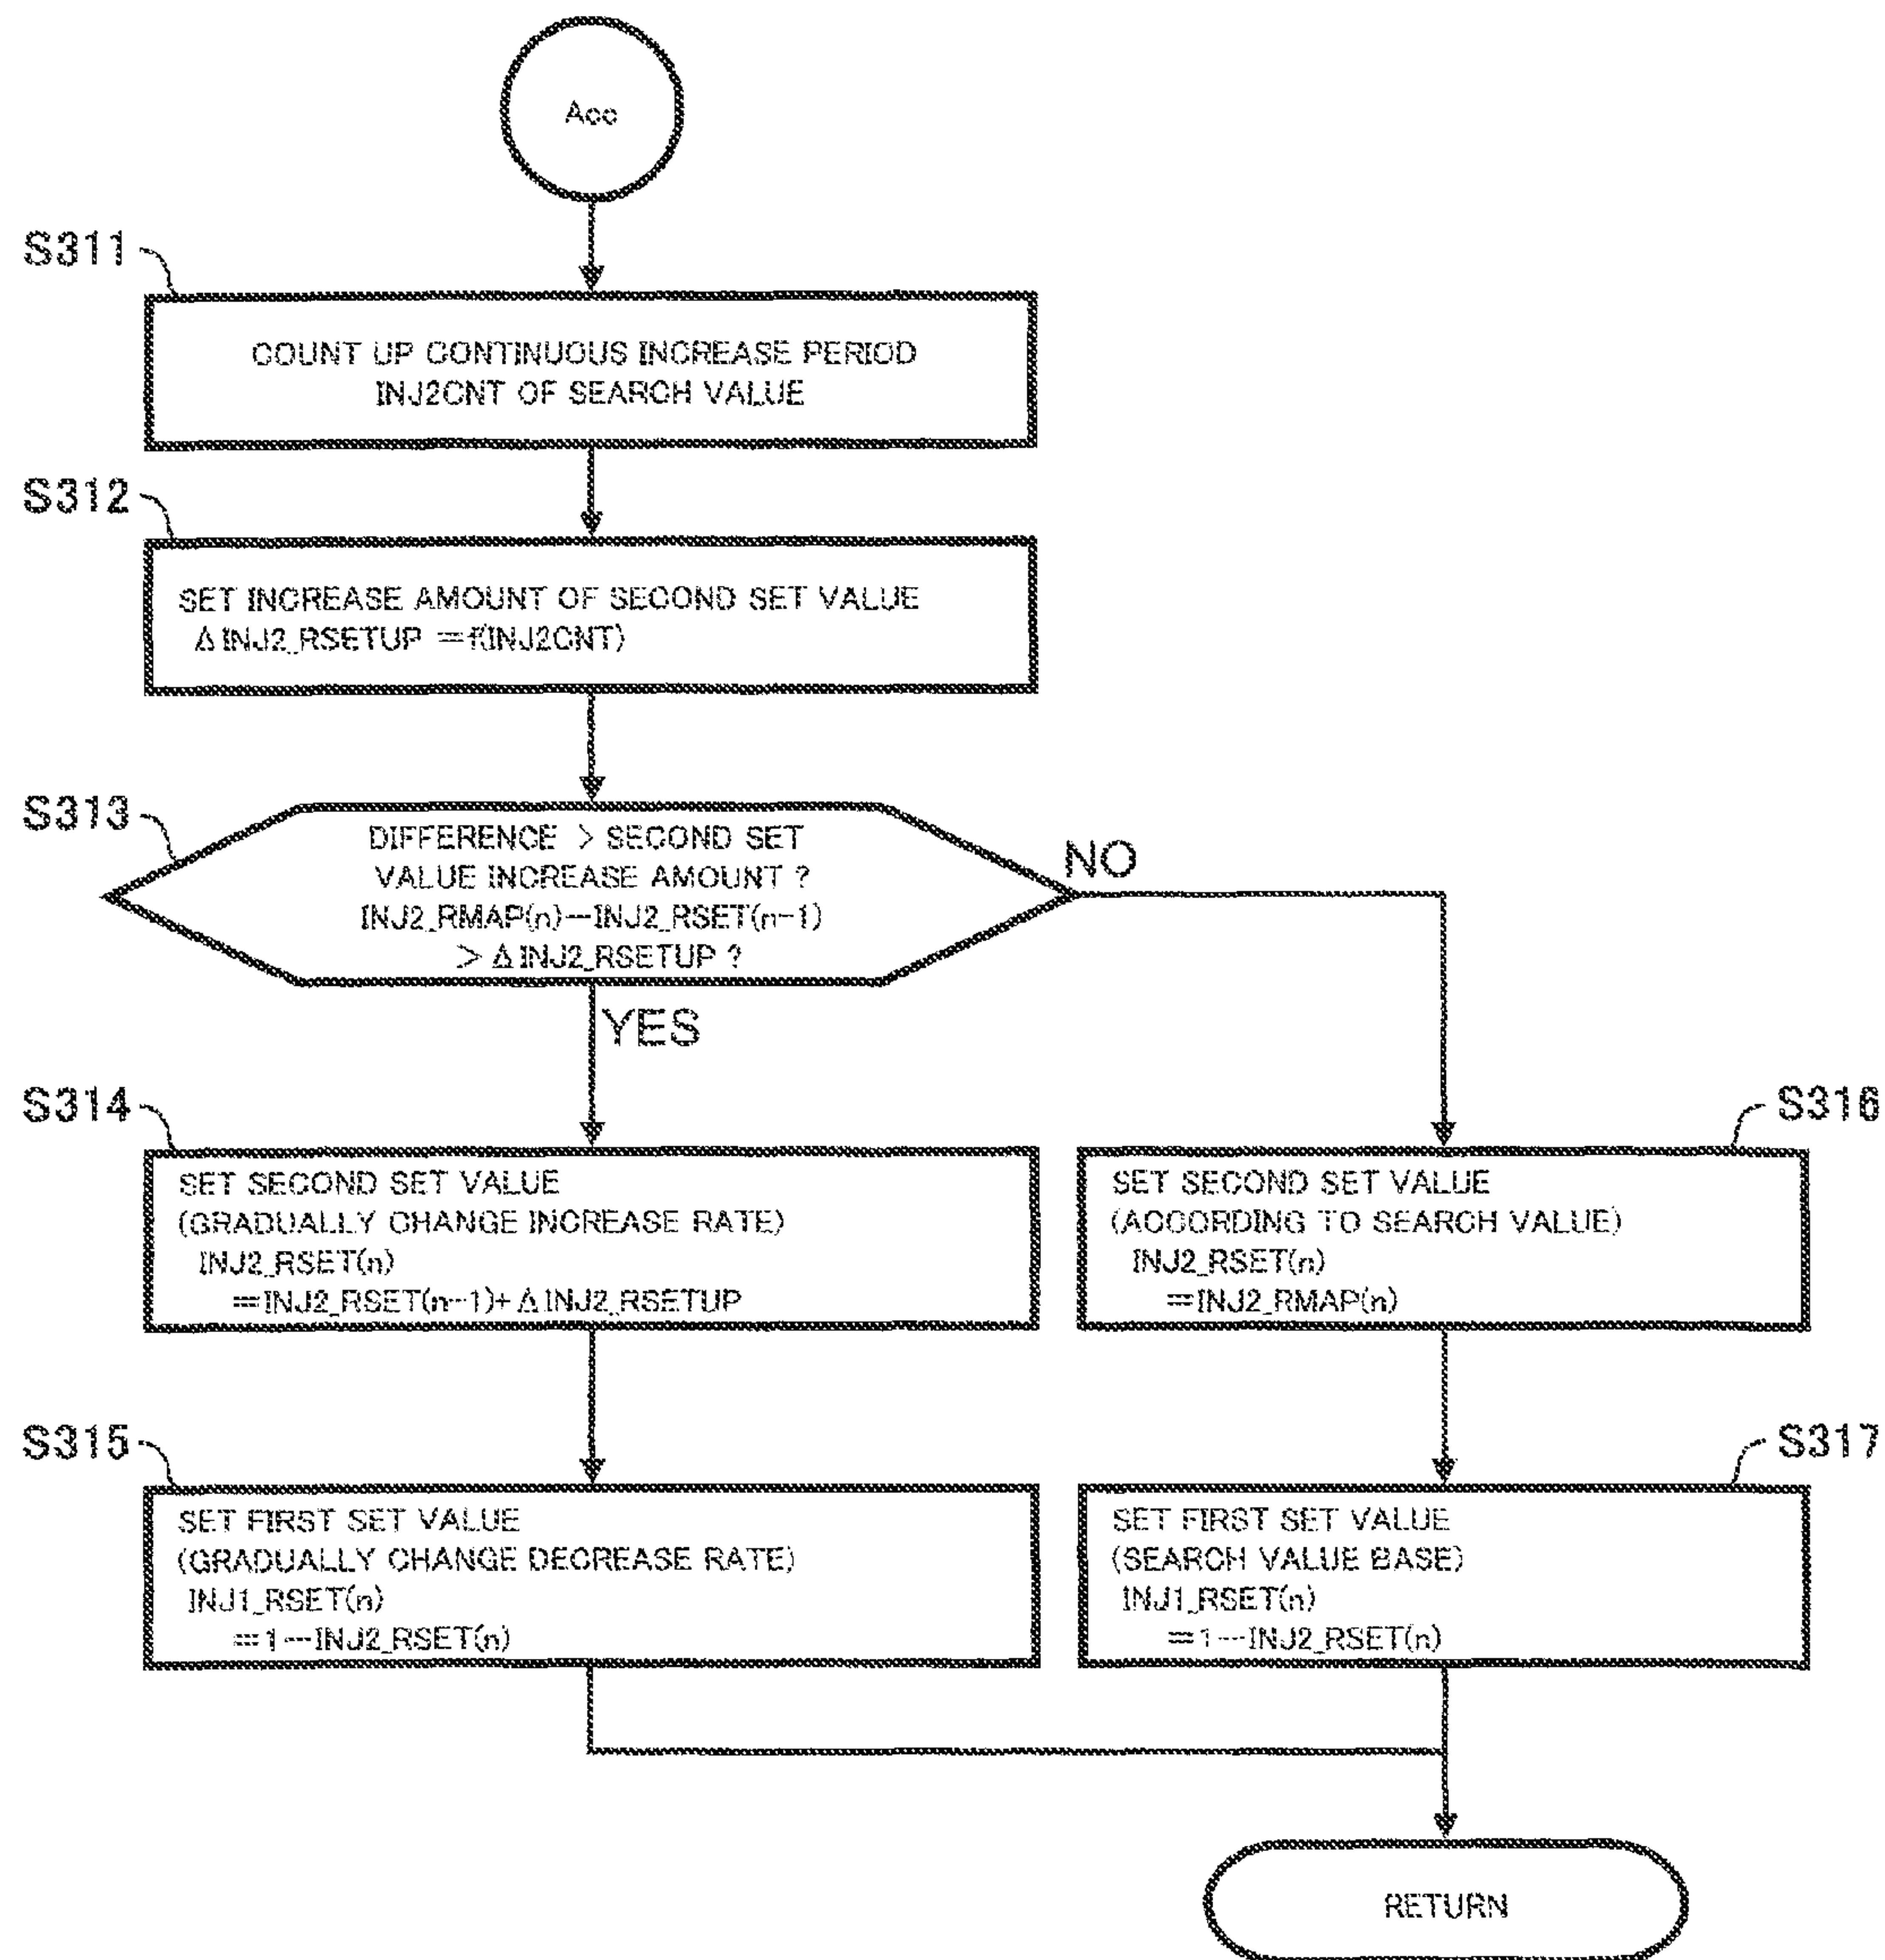 Acc
S311
COUNT UP CONTINUOUS INCREASE PERIOD
INJ2CNT OF SEARCH VALUE
S312
SET INCREASE AMOUNT OF SECOND SET VALUE
Δ INJ2_RSETUP =f(INJ2CNT)
S313
DIFFERENCE > SECOND SET
VALUE INCREASE AMOUNT ?
INJ2_RMAP(n)-INJ2_RSET(n-1)
> Δ INJ2_RSETUP ?
NO
YES
S314
SET SECOND SET VALUE
(GRADUALLY CHANGE INCREASE RATE)
INJ2_RSET(n)
=INJ2_RSET(n-1)+Δ INJ2_RSETUP
S316
SET SECOND SET VALUE
(ACCORDING TO SEARCH VALUE)
INJ2_RSET(n)
=INJ2_RMAP(n)
S315
SET FIRST SET VALUE
(GRADUALLY CHANGE DECREASE RATE)
INJ1_RSET(n)
=1-INJ2_RSET(n)
S317
SET FIRST SET VALUE
(SEARCH VALUE BASE)
INJ1_RSET(n)
=1-INJ2_RSET(n)
RETURN